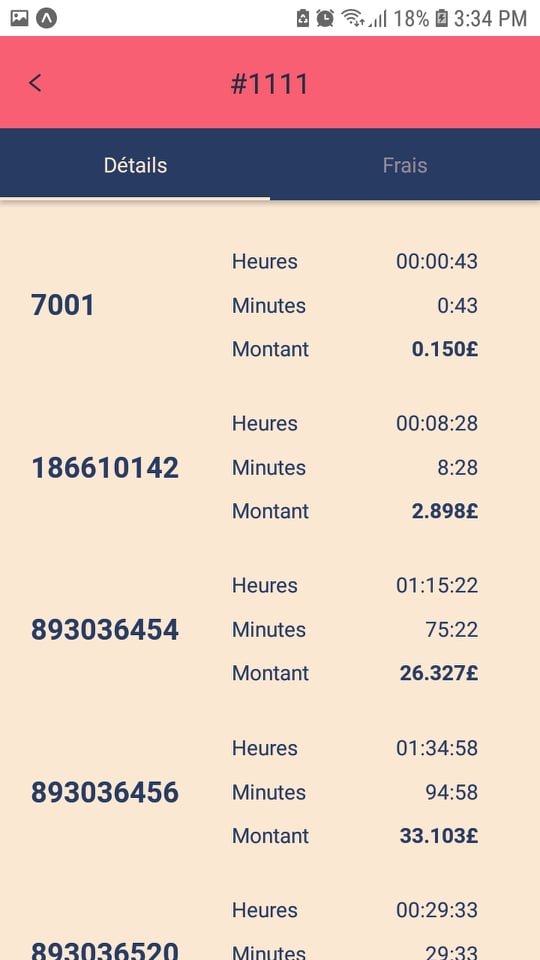 18% 3:34 PM
#1111
Détails Frais
Heures 00:00:43
7001 Minutes 0:43
Montant 0.150£
Heures 00:08:28
186610142 Minutes 8:28
Montant 2.898£
Heures 01:15:22
893036454 Minutes 75:22
Montant 26.327£
Heures 01:34:58
893036456 Minutes 94:58
Montant 33.103£
Heures 00:29:33
893036520 Minutes 29:33